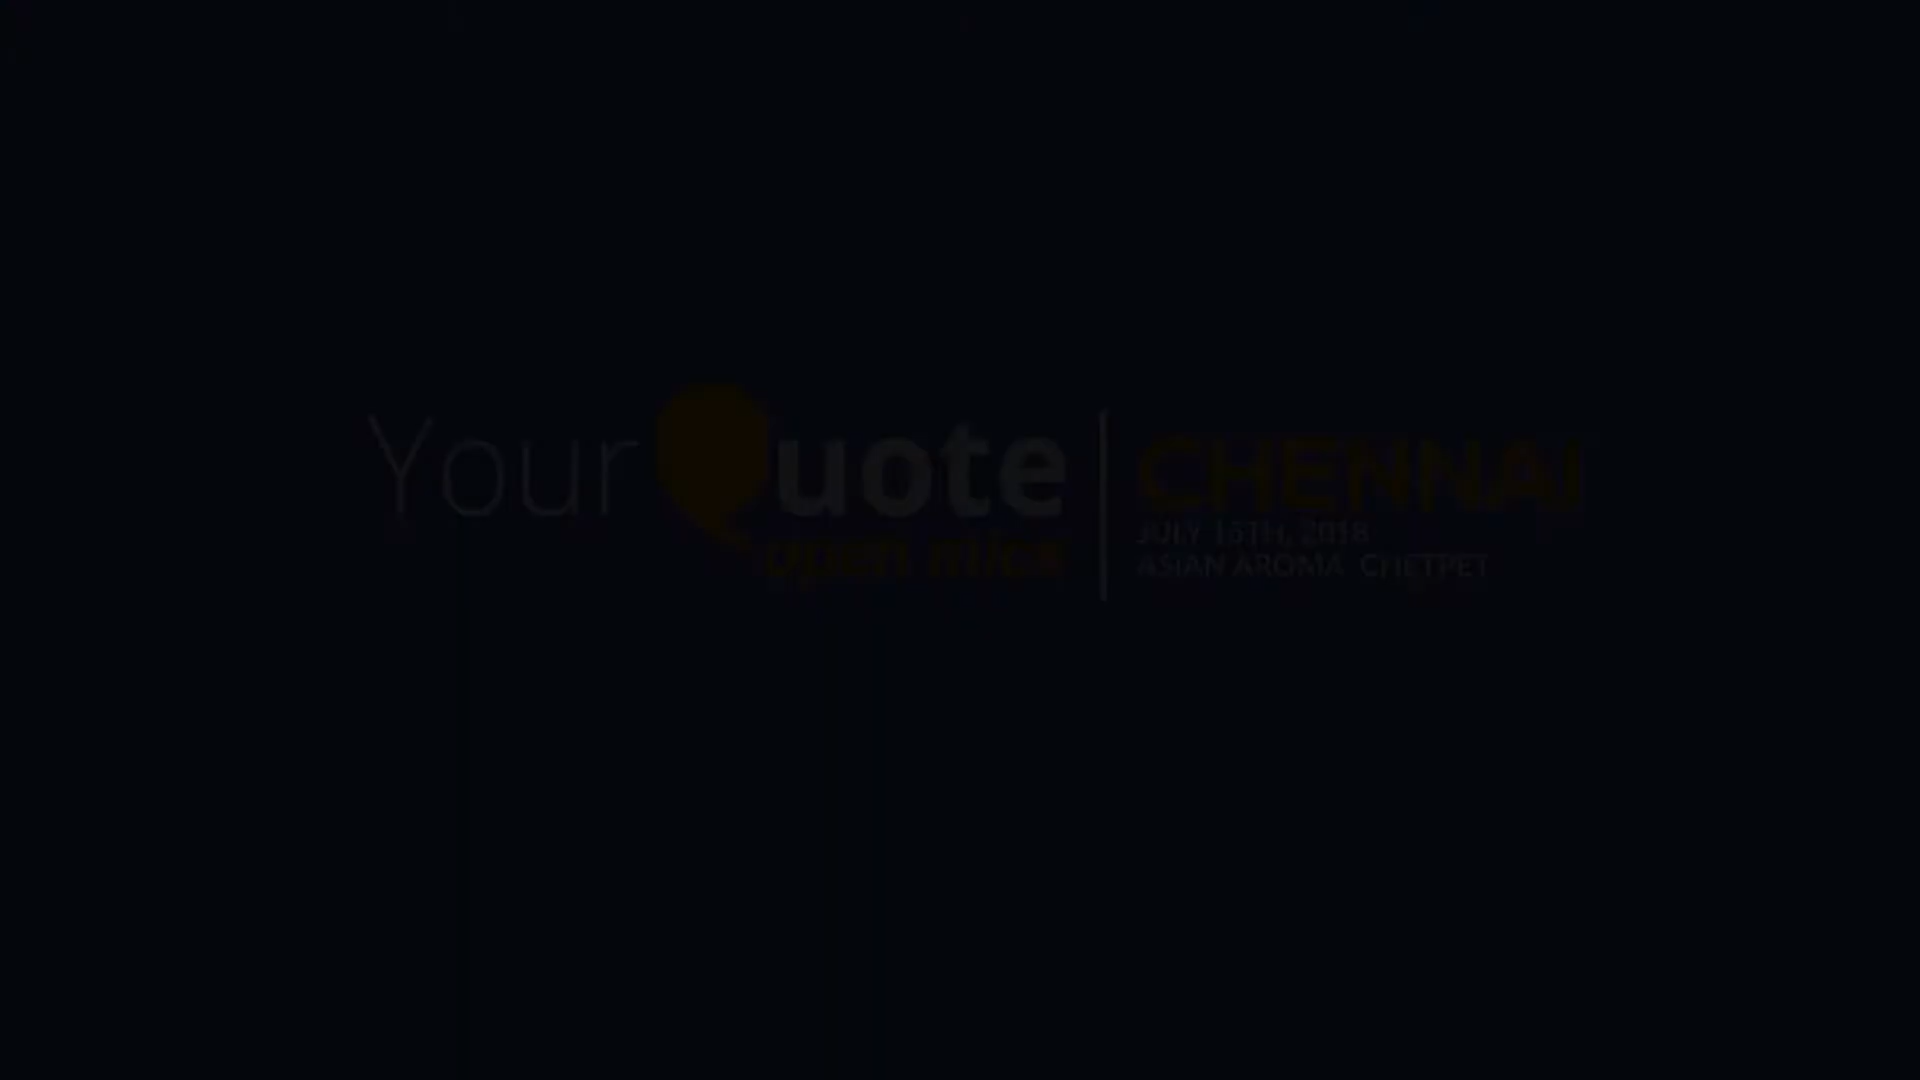 YourQuote
open mics
CHENNAI
JULY 15TH, 2018
ASIAN AROMA, CHETPET